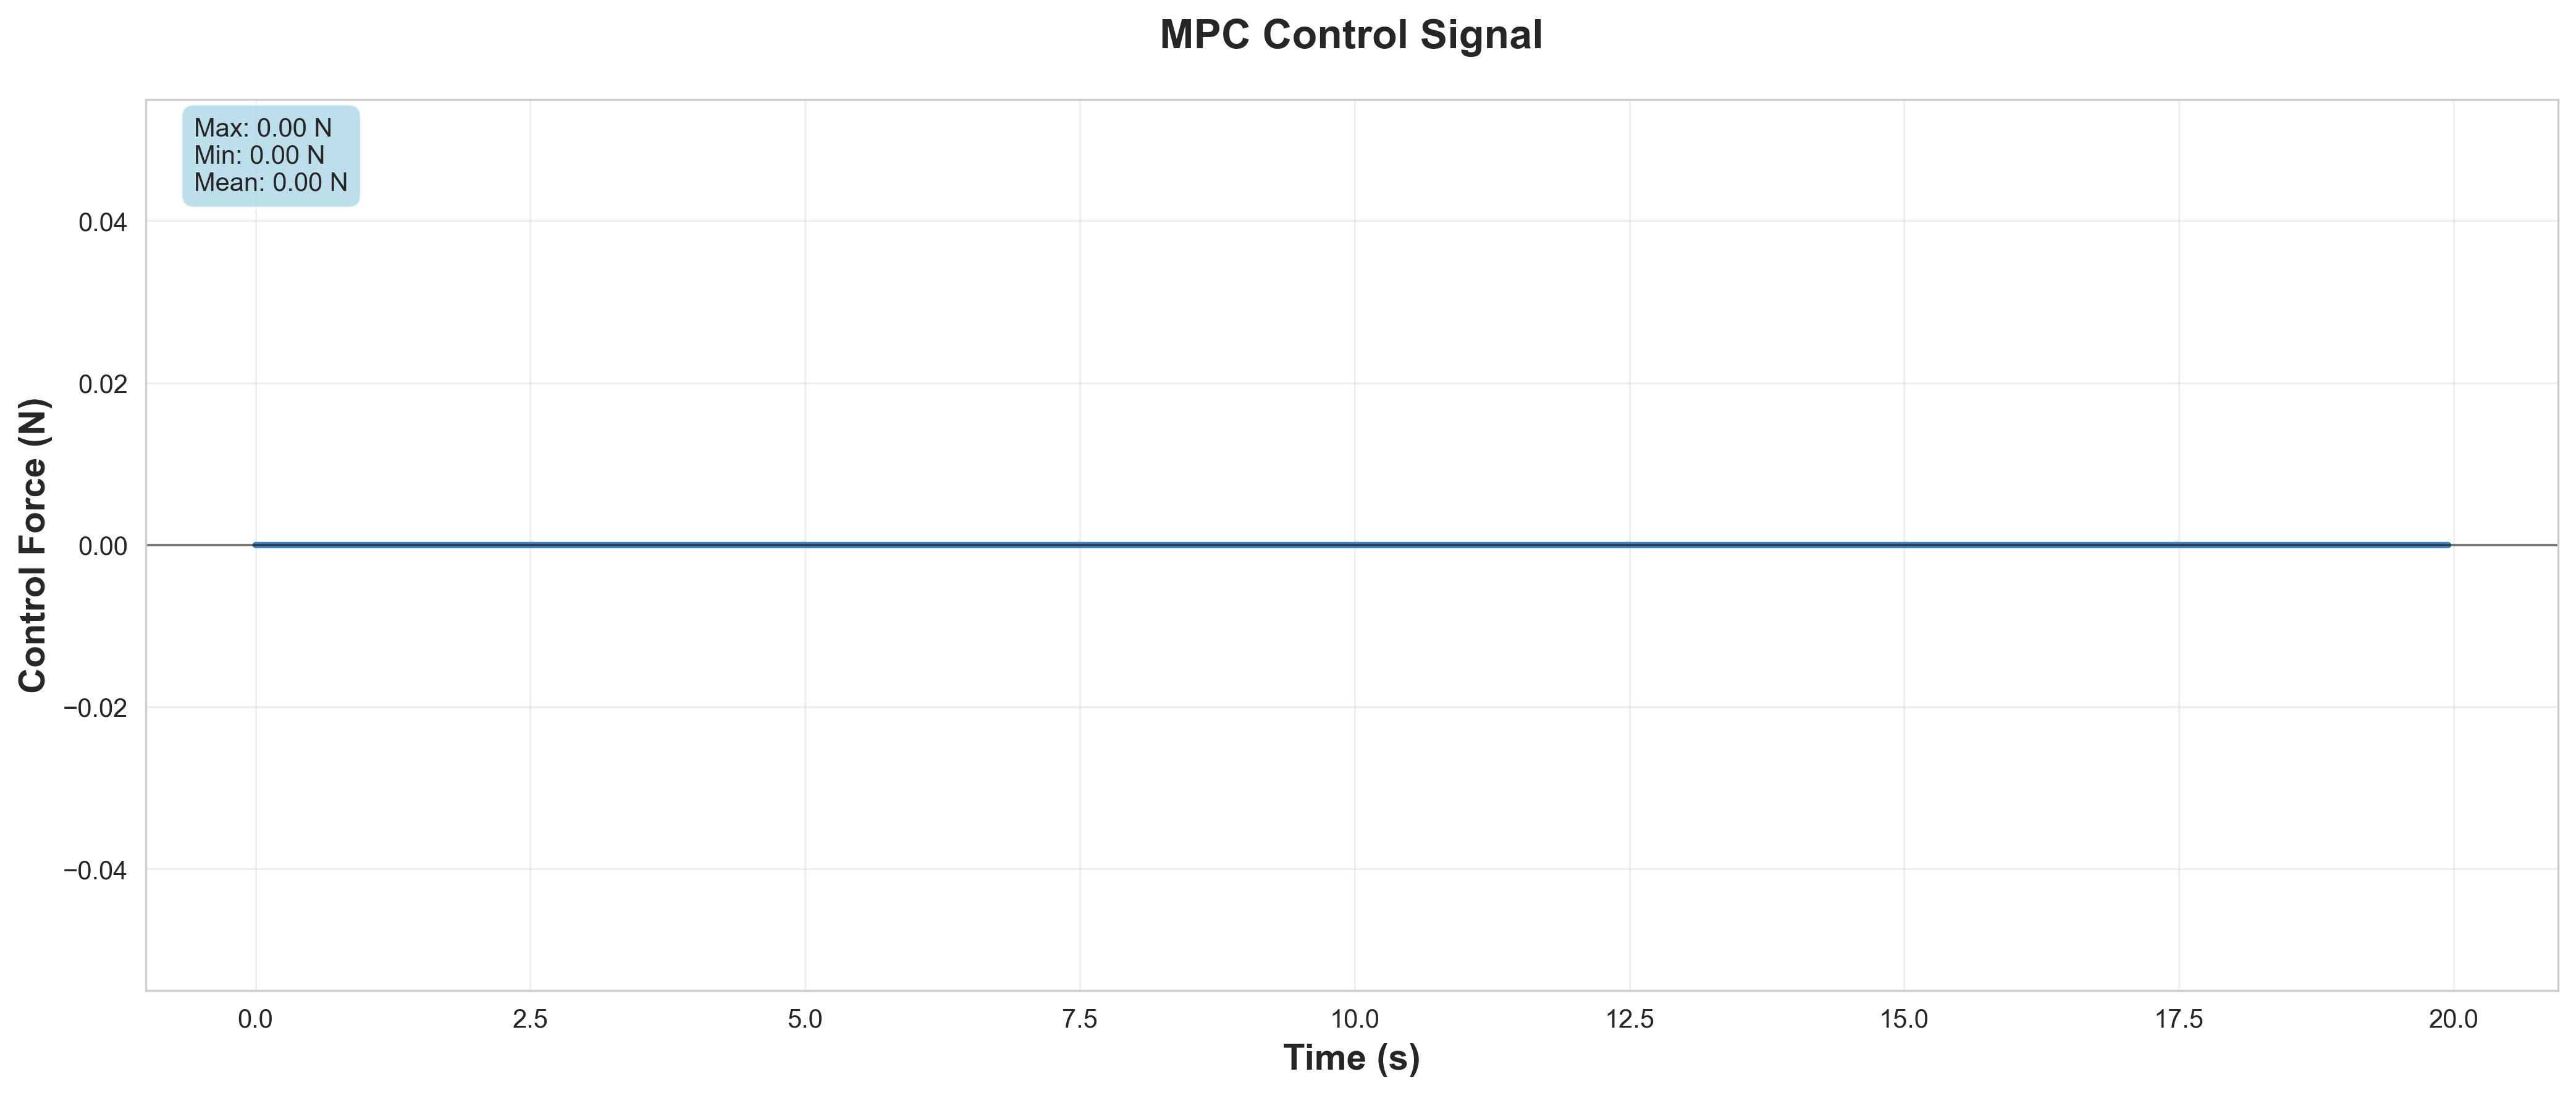 MPC Control Signal
Max: 0.00 N
Min: 0.00 N
Mean: 0.00 N
0.04
0.02
0.00
−0.02
−0.04
Control Force (N)
0.0 2.5 5.0 7.5 10.0 12.5 15.0 17.5 20.0
Time (s)